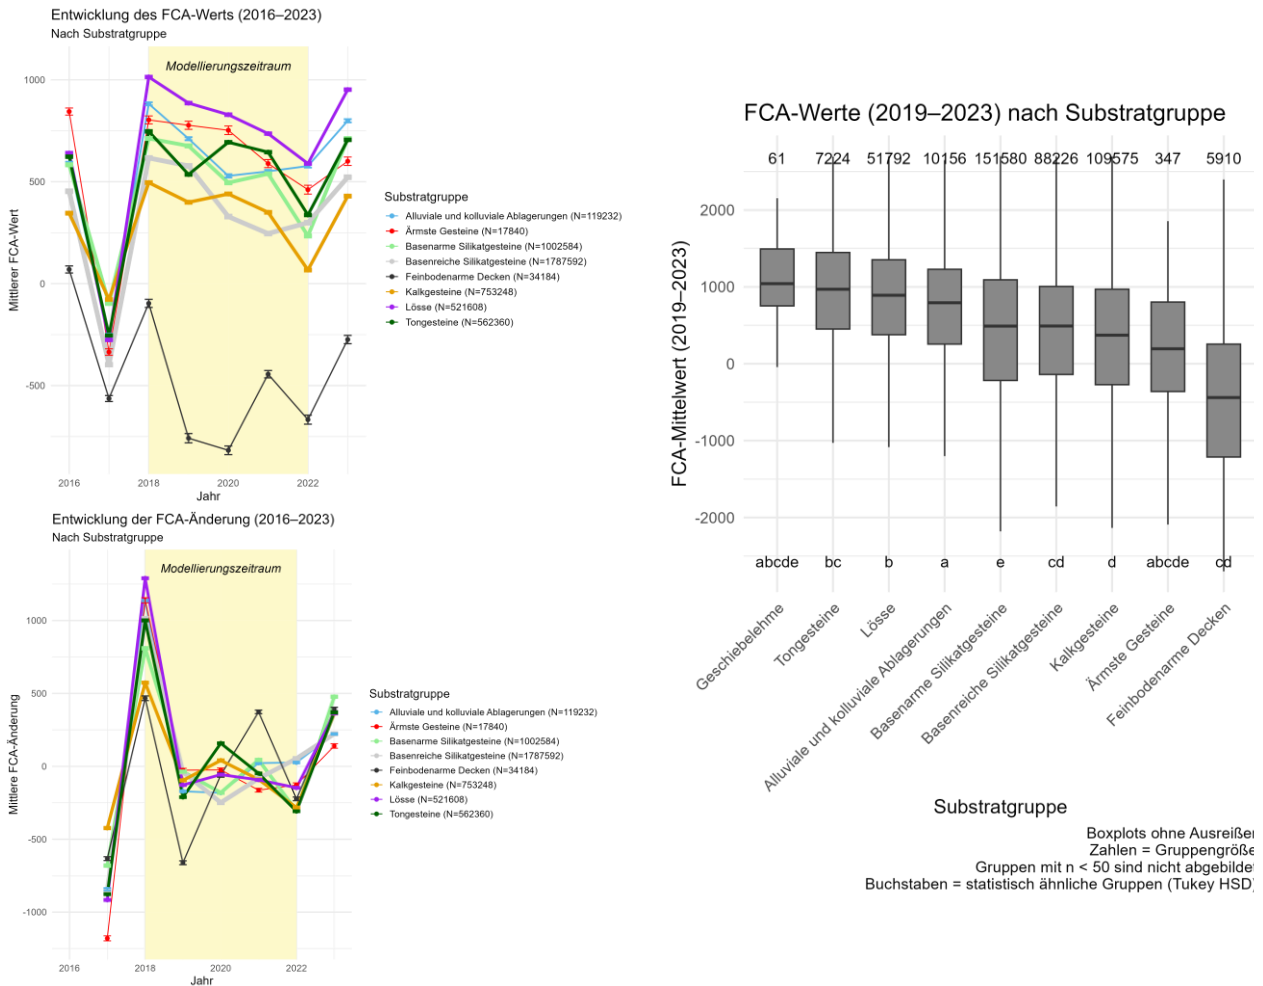 Entwicklung des FCA-Werts (2016–2023)
Nach Substratgruppe
Modellierungszeitraum
1000
500
0
-500
Mittlerer FCA-Wert
2016
2018
2020
2022
Jahr
Substratgruppe
Alluviale und kolluviale Ablagerungen (N=119232)
Ärmste Gesteine (N=17840)
Basenarme Silikatgesteine (N=1002584)
Basenreiche Silikatgesteine (N=1787592)
Feinbodenarme Decken (N=34184)
Kalkgesteine (N=753248)
Lösse (N=521608)
Tongesteine (N=562360)
Entwicklung der FCA-Änderung (2016–2023)
Nach Substratgruppe
Modellierungszeitraum
1000
500
0
-500
-1000
Mittlere FCA-Änderung
2016
2018
2020
2022
Jahr
Substratgruppe
Alluviale und kolluviale Ablagerungen (N=119232)
Ärmste Gesteine (N=17840)
Basenarme Silikatgesteine (N=1002584)
Basenreiche Silikatgesteine (N=1787592)
Feinbodenarme Decken (N=34184)
Kalkgesteine (N=753248)
Lösse (N=521608)
Tongesteine (N=562360)
FCA-Werte (2019–2023) nach Substratgruppe
61 7224 51792 10156 151580 88226 109575 347 5910
2000
1000
0
-1000
-2000
FCA-Mittelwert (2019–2023)
abcde bc b a e cd d abcde cd
Geschiebelehme
Tongesteine
Lösse
Alluviale und kolluviale Ablagerungen
Basenarme Silikatgesteine
Basenreiche Silikatgesteine
Kalkgesteine
Ärmste Gesteine
Feinbodenarme Decken
Substratgruppe
Boxplots ohne Ausreißer
Zahlen = Gruppengröße
Gruppen mit n < 50 sind nicht abgebildet
Buchstaben = statistisch ähnliche Gruppen (Tukey HSD)